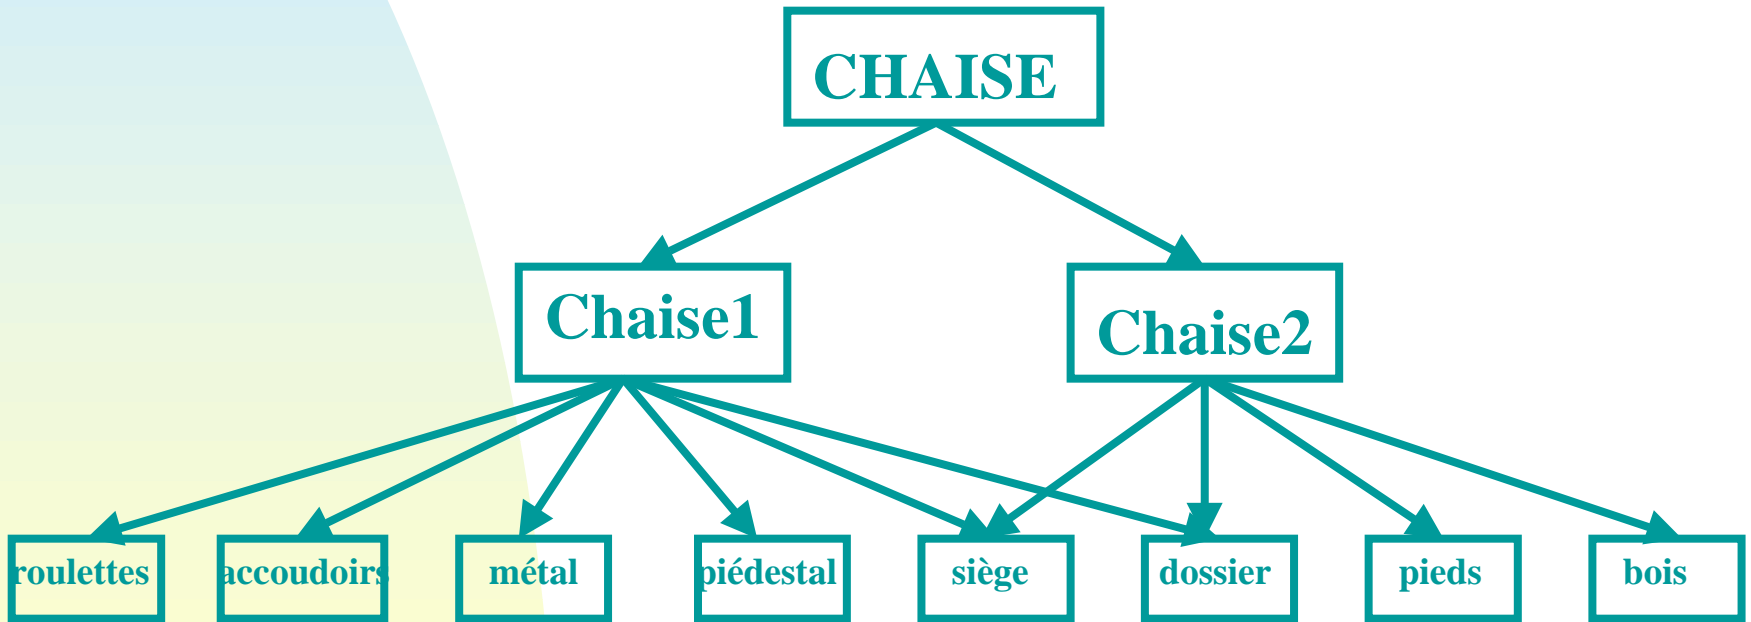 CHAISE
Chaise1
Chaise2
roulettes
accoudoirs
métal
piédestal
siège
dossier
pieds
bois